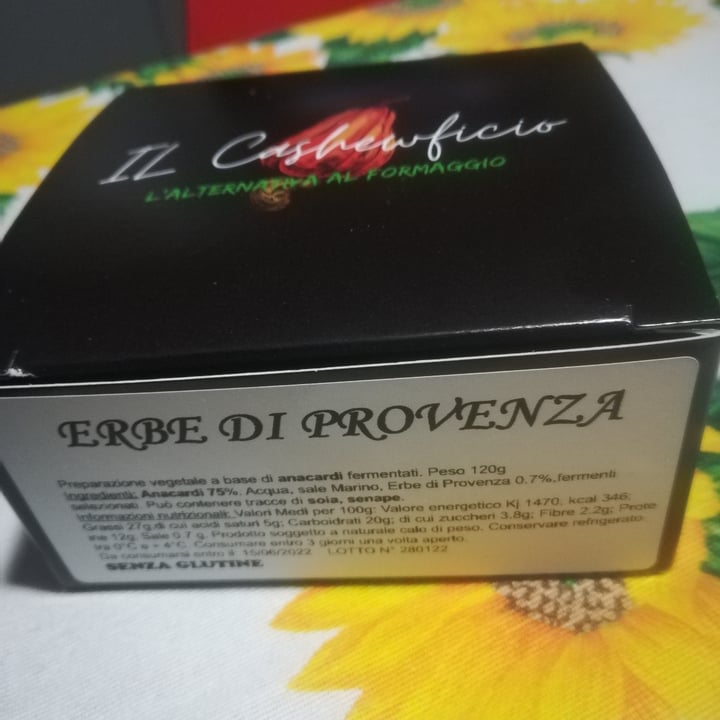 IL Cashewficio
L'ALTERNATIVA AL FORMAGGIO
ERBE DI PROVENZA
Preparazione vegetale a base di anacardi fermentati. Peso 120g
Ingredienti: Anacardi 75%, Acqua, sale Marino, Erbe di Provenza 0.7%,fermenti
selezionati. Può contenere tracce di soia, senape.
Informazioni nutrizionali: Valori Medi per 100g: Valore energetico Kj 1470, kcal 346;
Grassi 27g di cui acidi saturi 5g; Carboidrati 20g; di cui zuccheri 3.8g; Fibre 2.2g; Prote
ine 12g; Sale 0.7 g. Prodotto soggetto a naturale calo di peso. Conservare refrigerato
tra 0°C e + 4°C. Consumare entro 3 giorni una volta aperto.
Da consumarsi entro il 15/06/2022 LOTTO N° 280122
SENZA GLUTINE